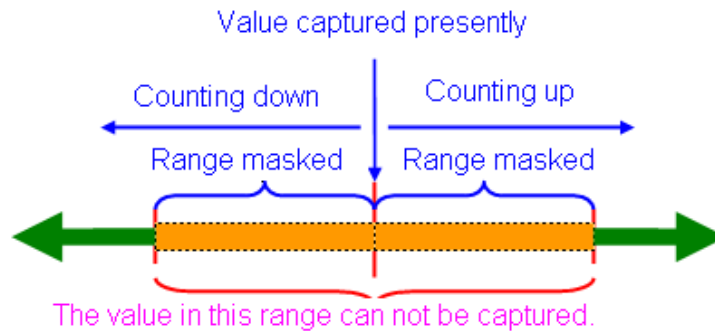 Value captured presently
Counting down
Counting up
Range masked
Range masked
The value in this range can not be captured.